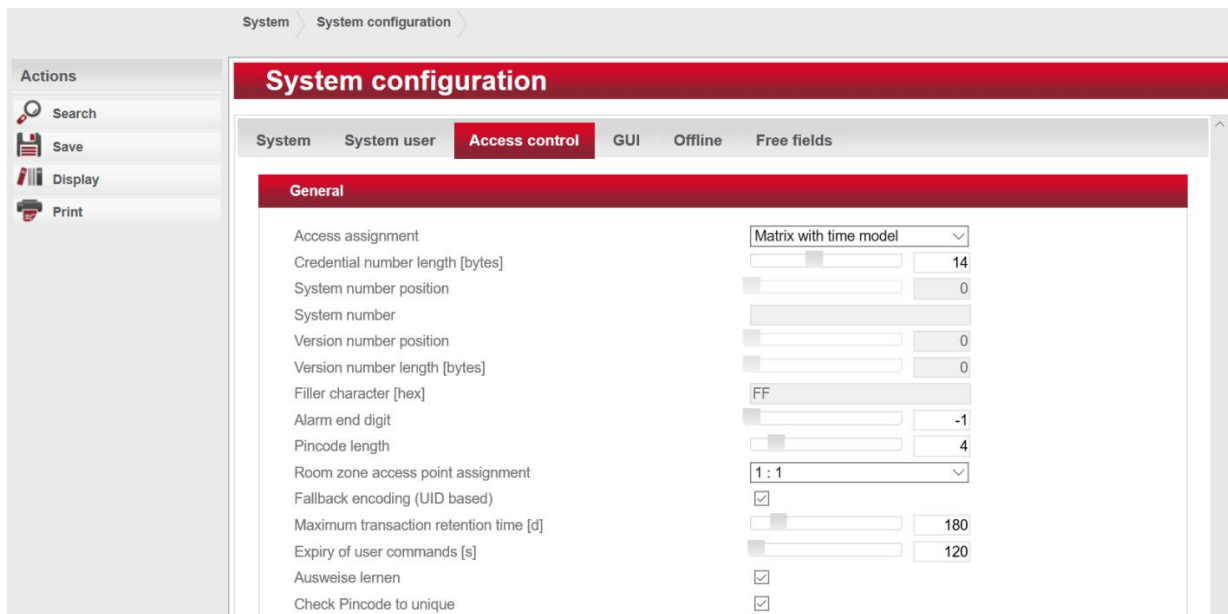 System System configuration
Actions
Search
Save
Display
Print
System configuration
System System user Access control GUI Offline Free fields
General
Access assignment Matrix with time model
Credential number length [bytes] 14
System number position 0
System number
Version number position 0
Version number length [bytes] 0
Filler character [hex] FF
Alarm end digit -1
Pincode length 4
Room zone access point assignment 1 : 1
Fallback encoding (UID based)
Maximum transaction retention time [d] 180
Expiry of user commands [s] 120
Ausweise lernen
Check Pincode to unique